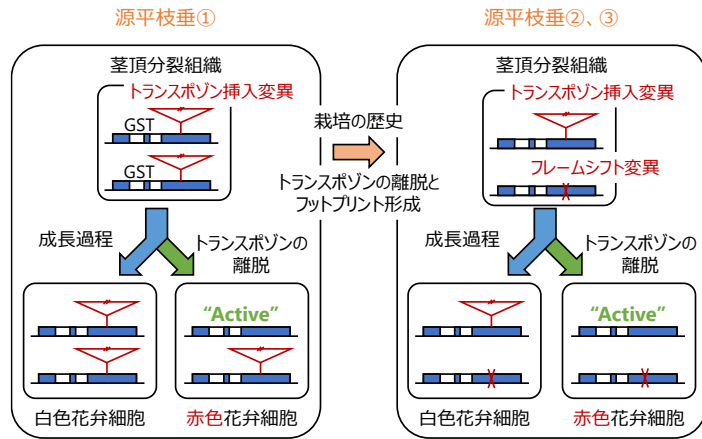 源平枝垂①
茎頂分裂組織
トランスポゾン挿入変異
GST
GST
成長過程
トランスポゾンの
離脱
“Active”
白色花弁細胞
赤色花弁細胞
栽培の歴史
トランスポゾンの離脱と
フットプリント形成
源平枝垂②、③
茎頂分裂組織
トランスポゾン挿入変異
フレームシフト変異
成長過程
トランスポゾンの
離脱
“Active”
白色花弁細胞
赤色花弁細胞